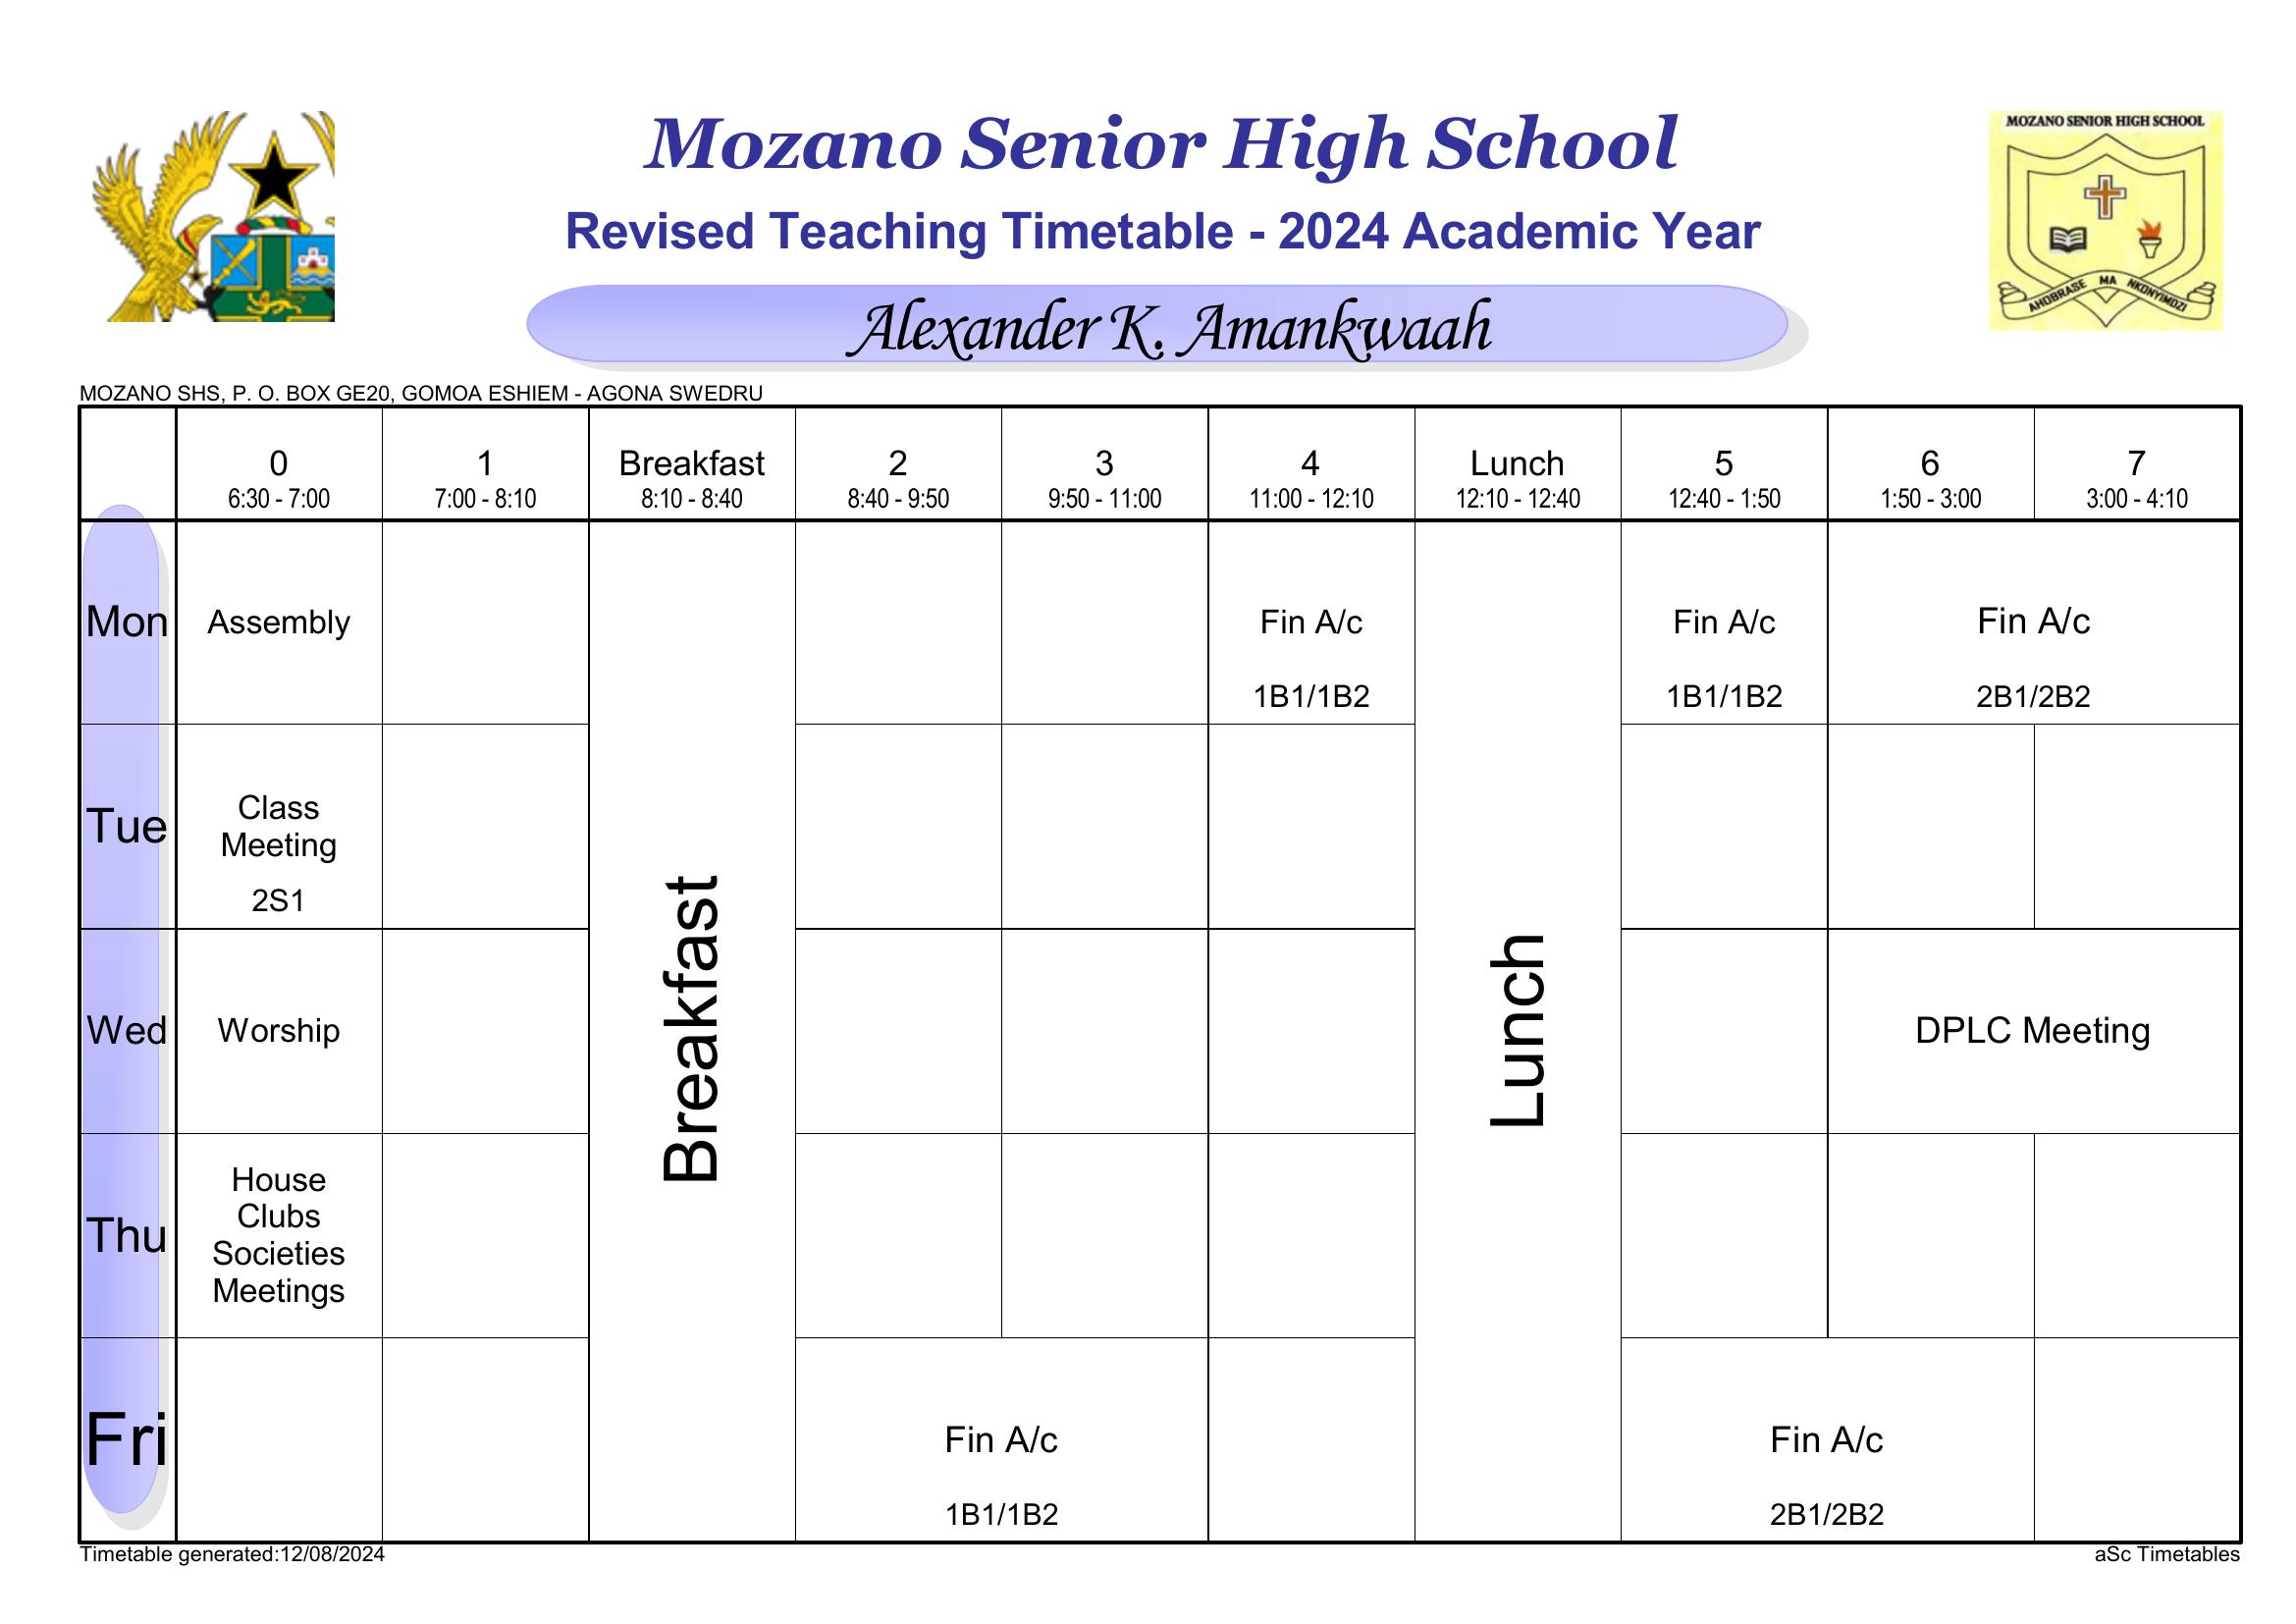 MOZANO SENIOR HIGH SCHOOL
AHOBRASE MA NKONYIMDZI
Mozano Senior High School
Revised Teaching Timetable - 2024 Academic Year
Alexander K. Amankwaah
MOZANO SHS, P. O. BOX GE20, GOMOA ESHIEM - AGONA SWEDRU
0 1 Breakfast 2 3 4 Lunch 5 6 7
6:30 - 7:00 7:00 - 8:10 8:10 - 8:40 8:40 - 9:50 9:50 - 11:00 11:00 - 12:10 12:10 - 12:40 12:40 - 1:50 1:50 - 3:00 3:00 - 4:10
Mon Assembly Fin A/c Fin A/c Fin A/c
1B1/1B2 1B1/1B2 2B1/2B2
Tue
Class
Meeting
2S1
Breakfast
Lunch
Wed Worship DPLC Meeting
Thu
House
Clubs
Societies
Meetings
Fri Fin A/c Fin A/c
1B1/1B2 2B1/2B2
Timetable generated:12/08/2024 aSc Timetables